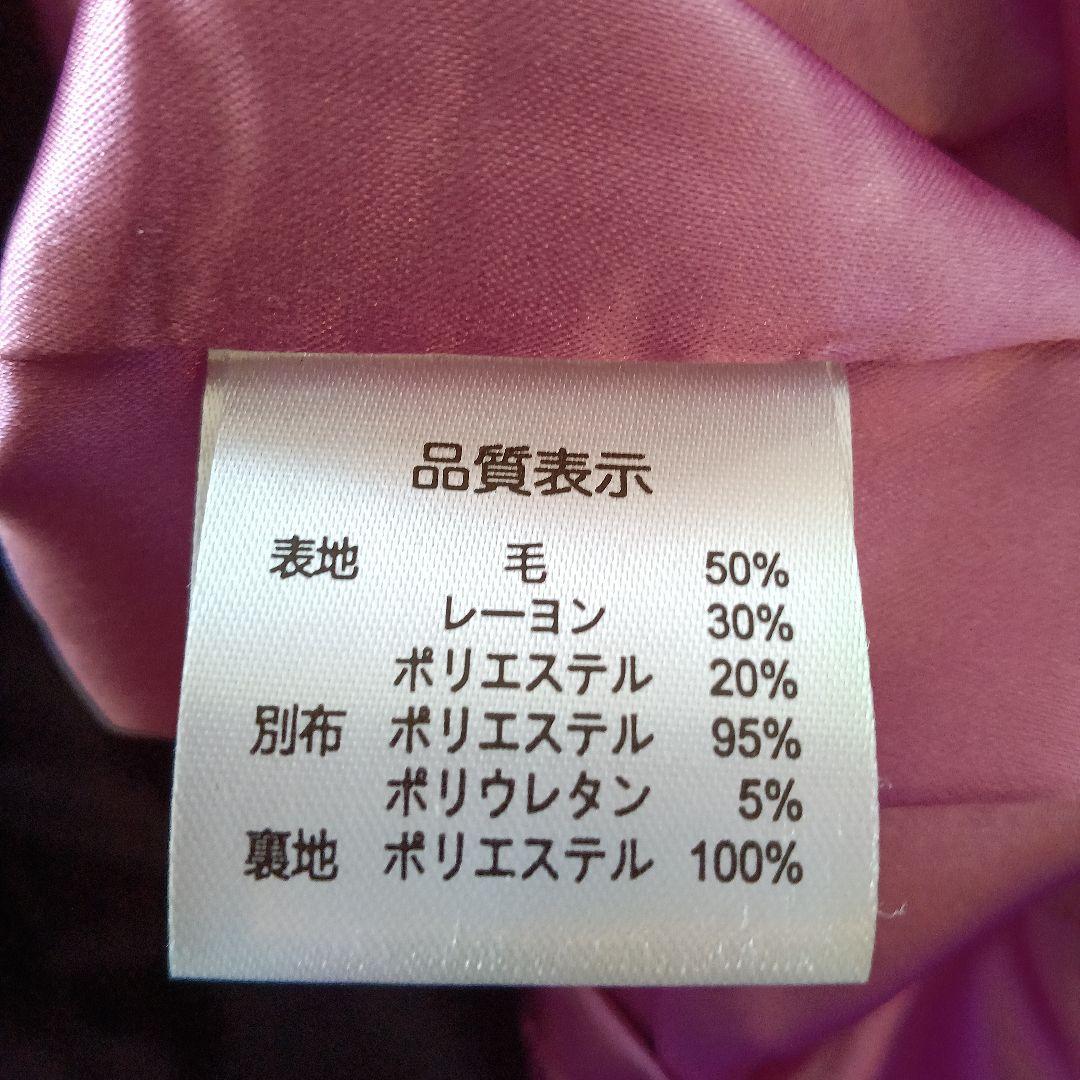 品質表示
表地 毛 50%
レーヨン 30%
ポリエステル 20%
別布 ポリエステル 95%
ポリウレタン 5%
裏地 ポリエステル 100%